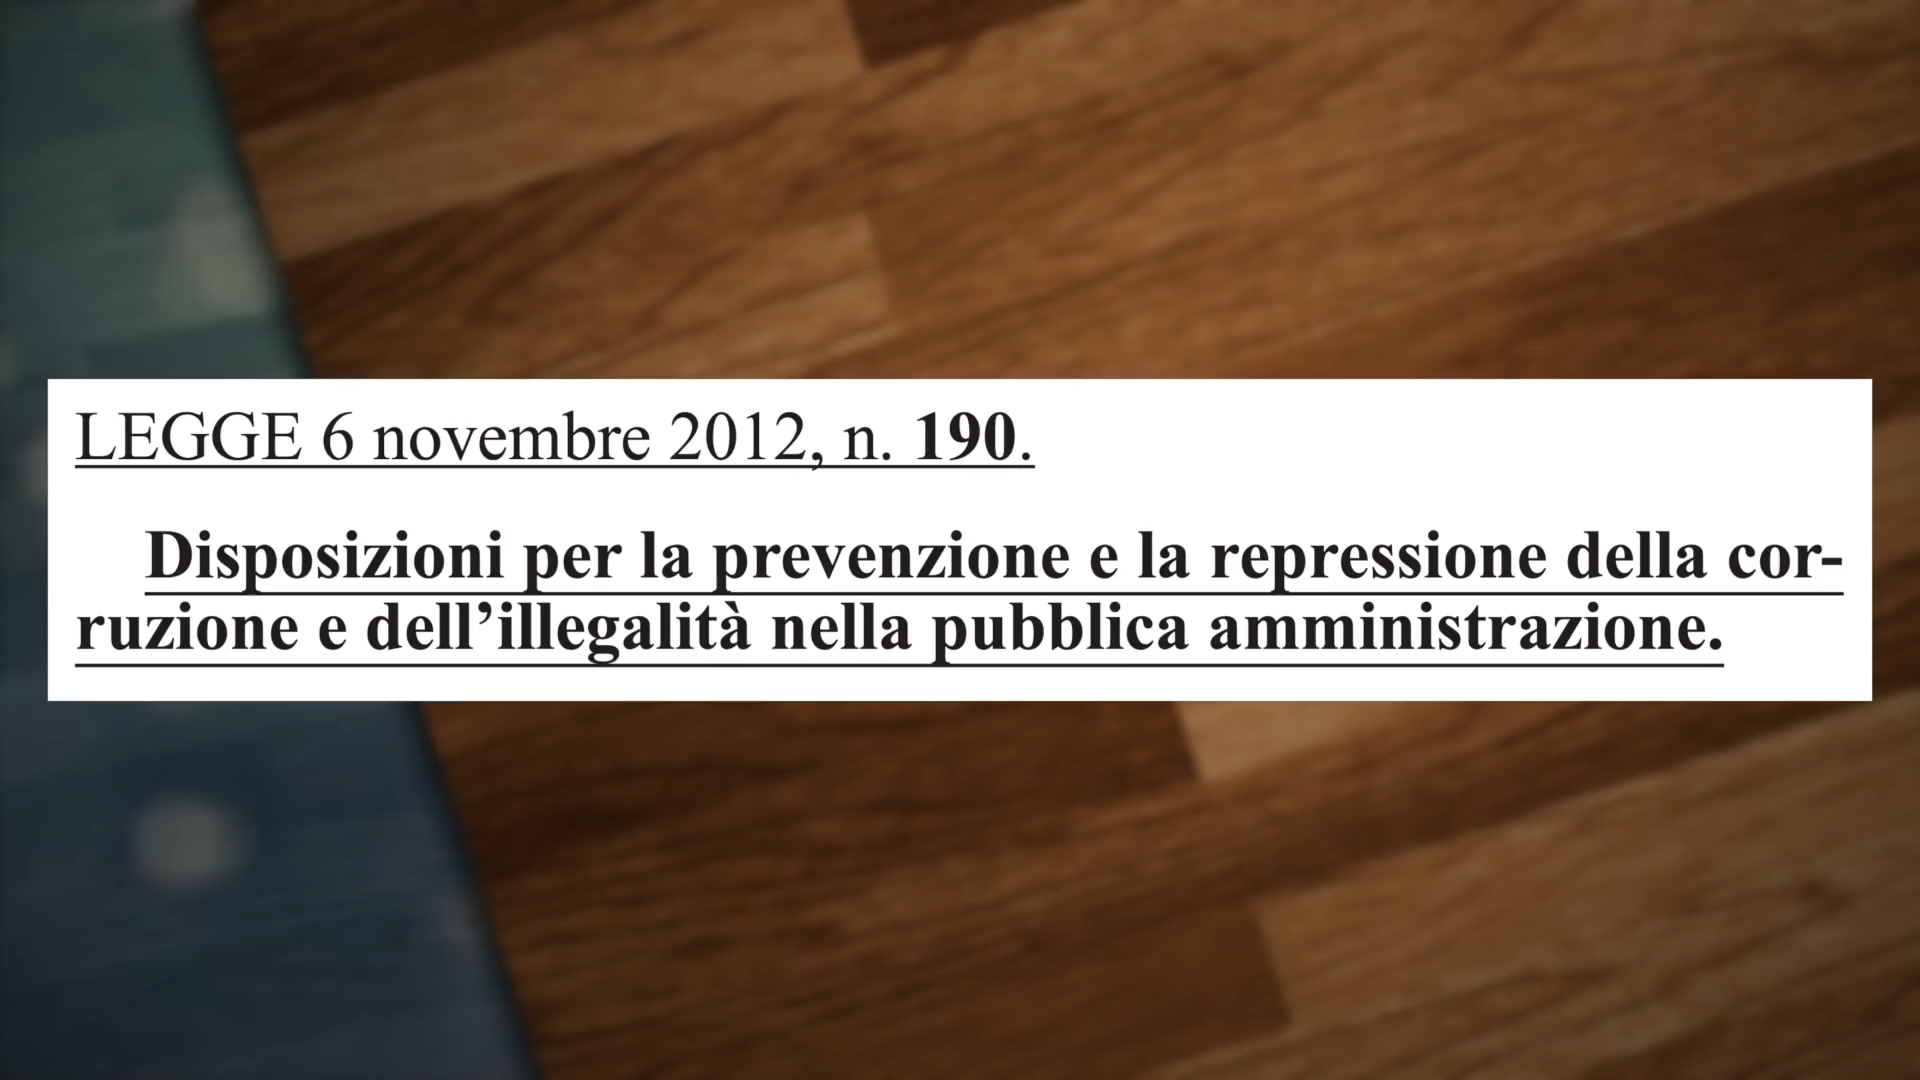 LEGGE 6 novembre 2012, n. 190.
Disposizioni per la prevenzione e la repressione della cor-
ruzione e dell’illegalità nella pubblica amministrazione.